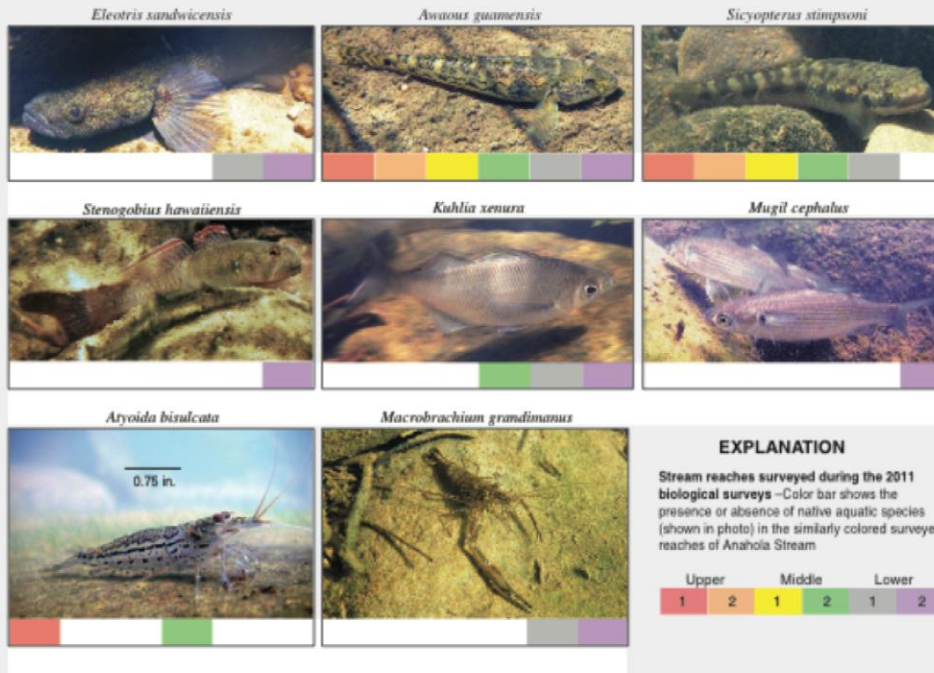 Eleotris sandwicensis
Awaous guamensis
Sicyopterus stimpsoni
Stenogobius hawaiiensis
Kuhlia xenura
Mugil cephalus
Atyoida bisulcata
Macrobrachium grandimanus
0.75 in.
EXPLANATION
Stream reaches surveyed during the 2011
biological surveys –Color bar shows the
presence or absence of native aquatic species
(shown in photo) in the similarly colored surveye
reaches of Anahola Stream
Upper Middle Lower
1 2 1 2 1 2